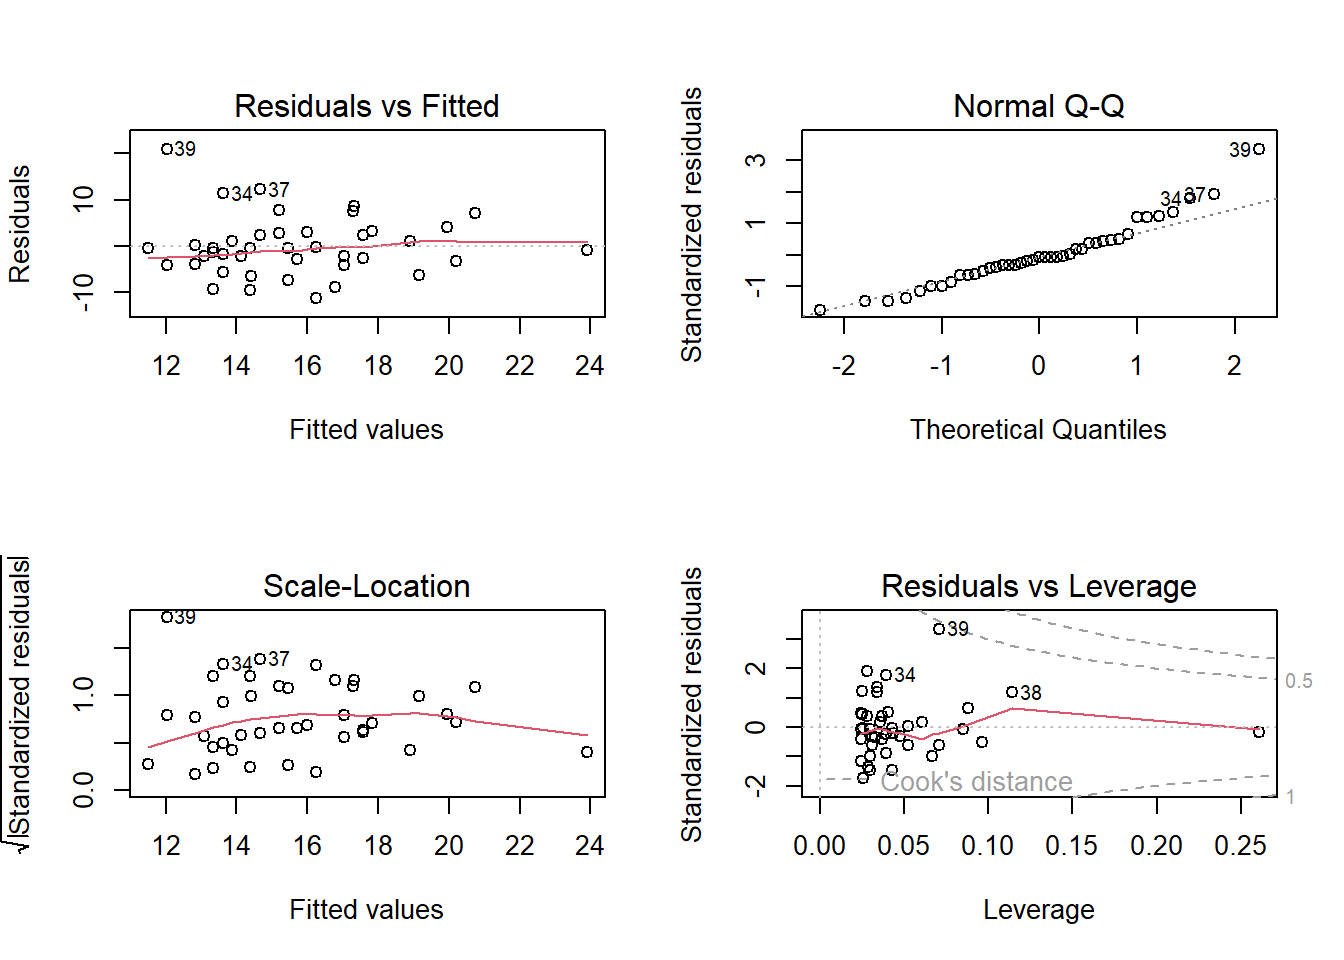 Residuals vs Fitted
Residuals
10
-10
39
34
37
12 14 16 18 20 22 24
Fitted values
Normal Q-Q
Standardized residuals
3
1
-1
39
37
34
-2 -1 0 1 2
Theoretical Quantiles
Scale-Location
√|Standardized residuals|
1.0
0.0
39
34
37
12 14 16 18 20 22 24
Fitted values
Residuals vs Leverage
Standardized residuals
2
0
-2
39
34
38
0.5
1
Cook's distance
0.00 0.05 0.10 0.15 0.20 0.25
Leverage